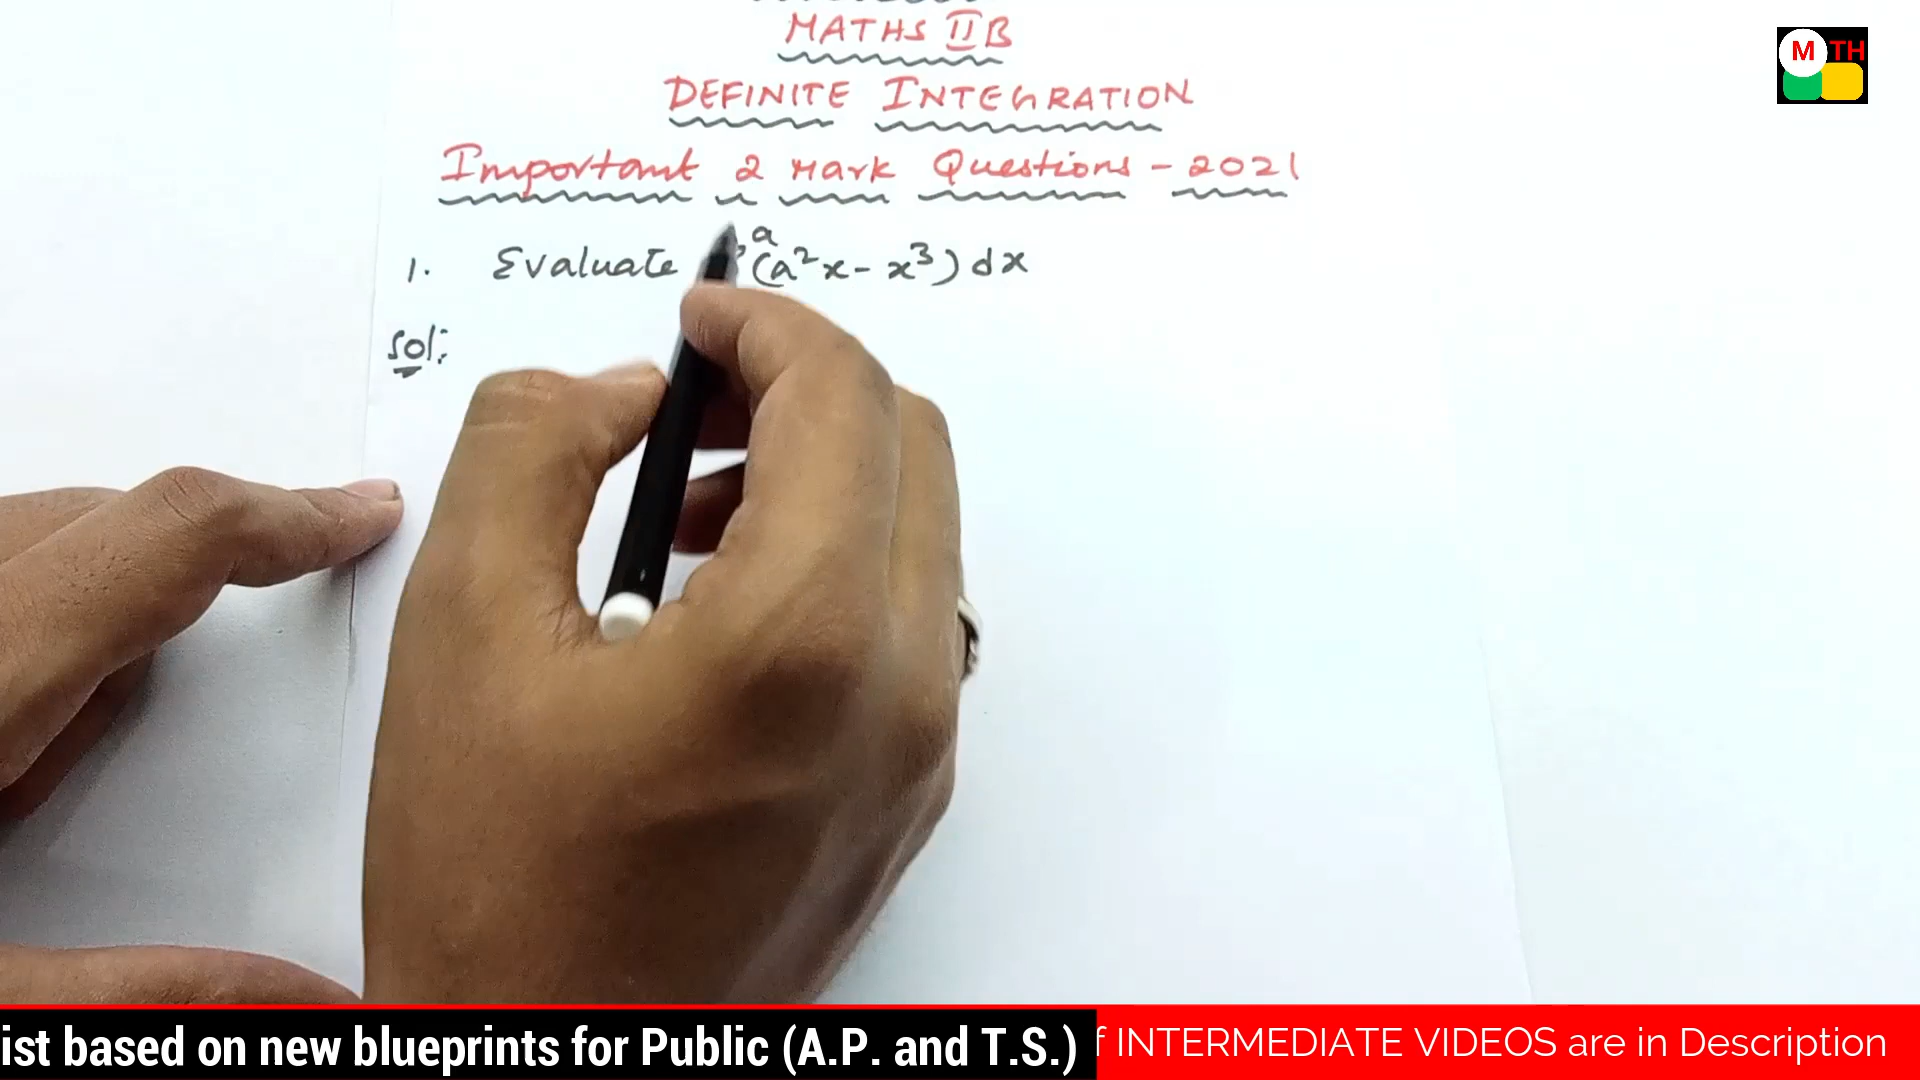 MATHS IIB
DEFINITE INTEGRATION
Important 2 Mark Questions - 2021
1. Evaluate a (a²x - x³) dx
Sol:
M TH
ist based on new blueprints for Public (A.P. and T.S.)
f INTERMEDIATE VIDEOS are in Description